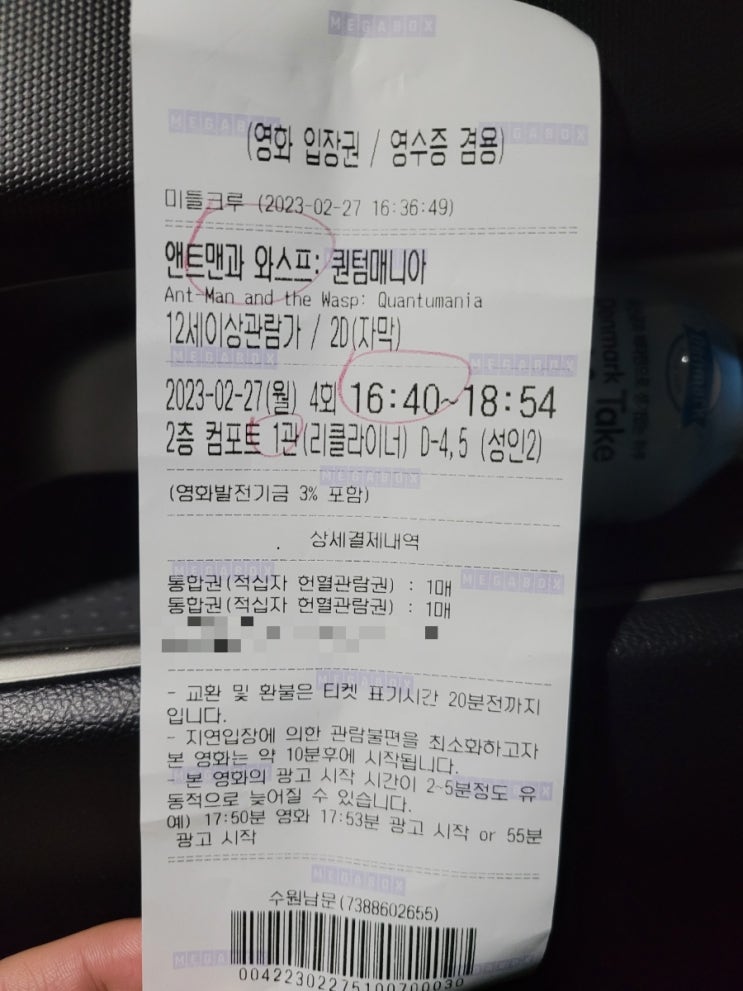 MEGABOX
(영화 입장권 / 영수증 겸용)
미들크루 (2023-02-27 16:36:49)
앤트맨과 와스프: 퀀텀매니아
Ant-Man and the Wasp: Quantumania
12세이상관람가 / 2D(자막)
2023-02-27(월) 4회 16:40~18:54
2층 컴포트 1관(리클라이너) D-4,5 (성인2)
(영화발전기금 3% 포함)
상세결제내역
통합권(적십자 헌혈관람권) : 1매
통합권(적십자 헌혈관람권) : 1매
- 교환 및 환불은 티켓 표기시간 20분전까지
입니다.
- 지연입장에 의한 관람불편을 최소화하고자
본 영화는 약 10분후에 시작됩니다.
- 본 영화의 광고 시작 시간이 2~5분정도 유
동적으로 늦어질 수 있습니다.
예) 17:50분 영화 17:53분 광고 시작 or 55분
광고 시작
수원남문(7388602655)
Denmark Take